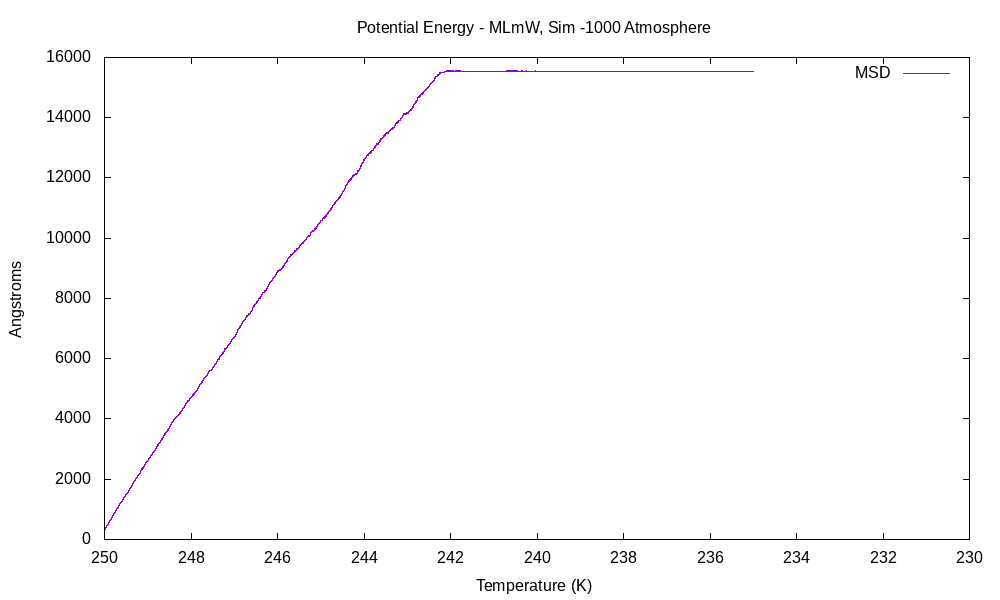 Potential Energy - MLmW, Sim -1000 Atmosphere
16000
14000
12000
10000
8000
6000
4000
2000
0
Angstroms
MSD
250 248 246 244 242 240 238 236 234 232 230
Temperature (K)